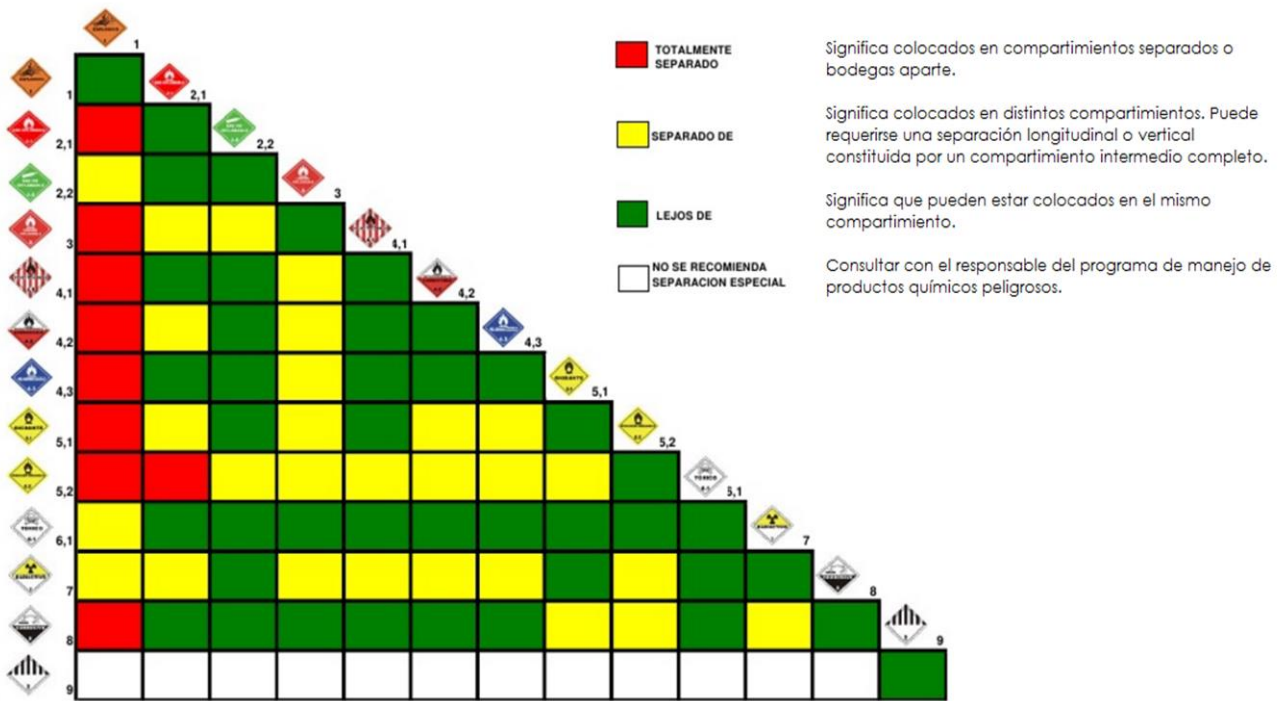 1
TOTALMENTE
SEPARADO
Significa colocados en compartimientos separados o
bodegas aparte.
1
2,1
2,1
2,2
SEPARADO DE
Significa colocados en distintos compartimientos. Puede
requerirse una separación longitudinal o vertical
constituida por un compartimiento intermedio completo.
2,2
3
LEJOS DE
Significa que pueden estar colocados en el mismo
compartimiento.
3
4,1
NO SE RECOMIENDA
SEPARACION ESPECIAL
Consultar con el responsable del programa de manejo de
productos químicos peligrosos.
4,1
4,2
4,2
4,3
4,3
5,1
5,1
5,2
5,2
TÓXICO
5,1
6,1
7
7
8
8
9
9